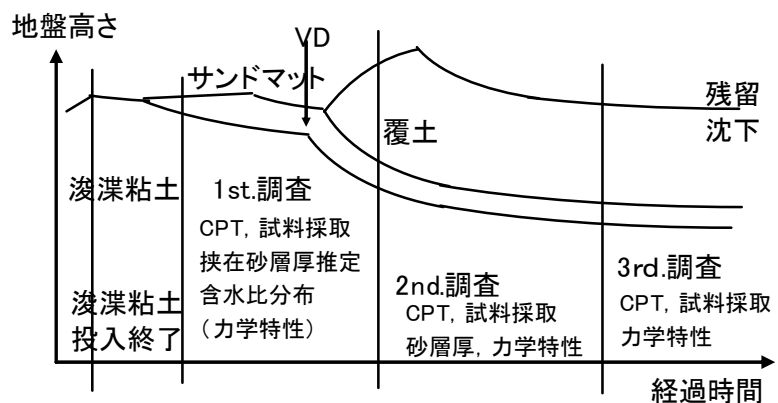 地盤高さ
VD
サンドマット
残留
沈下
覆土
浚渫粘土
1st.調査
CPT, 試料採取
挟在砂層厚推定
含水比分布
(力学特性)
浚渫粘土
投入終了
2nd.調査
CPT, 試料採取
砂層厚, 力学特性
3rd.調査
CPT, 試料採取
力学特性
経過時間